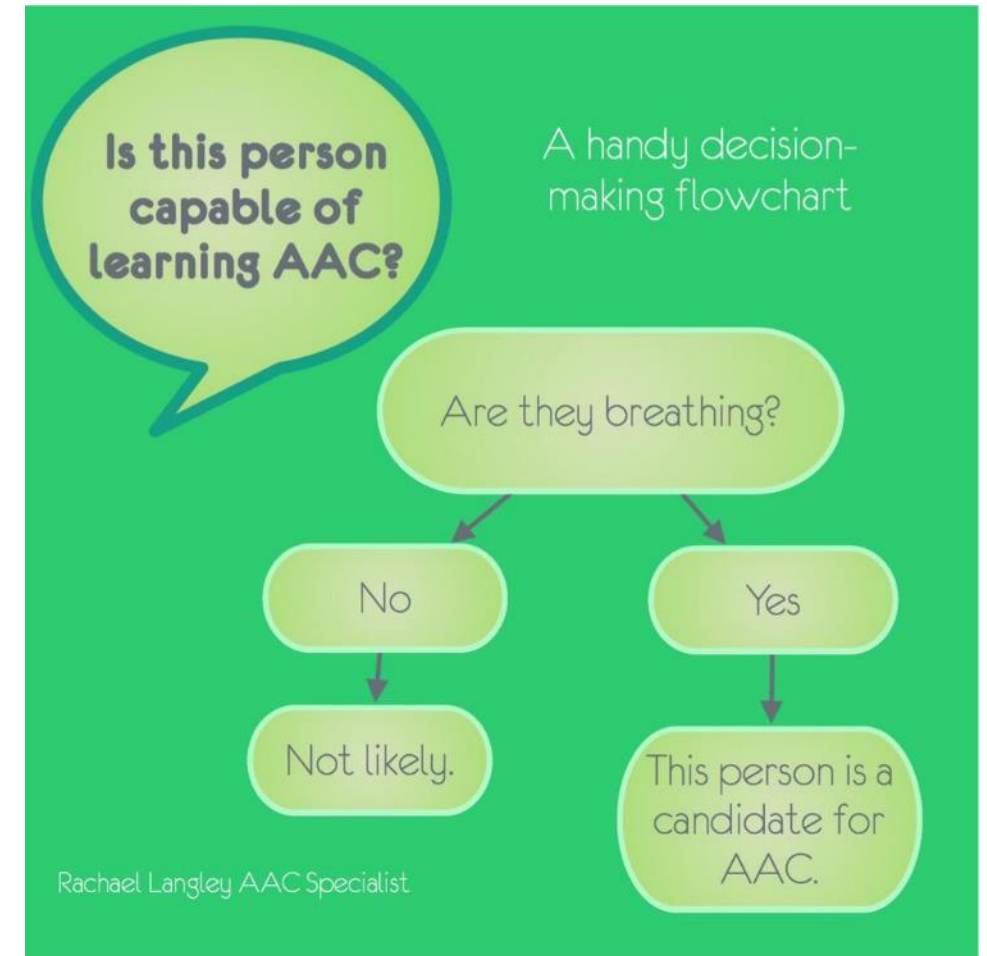 Is this person
capable of
learning AAC?
A handy decision-
making flowchart
Are they breathing?
No
Yes
Not likely.
This person is a
candidate for
AAC.
Rachael Langley AAC Specialist